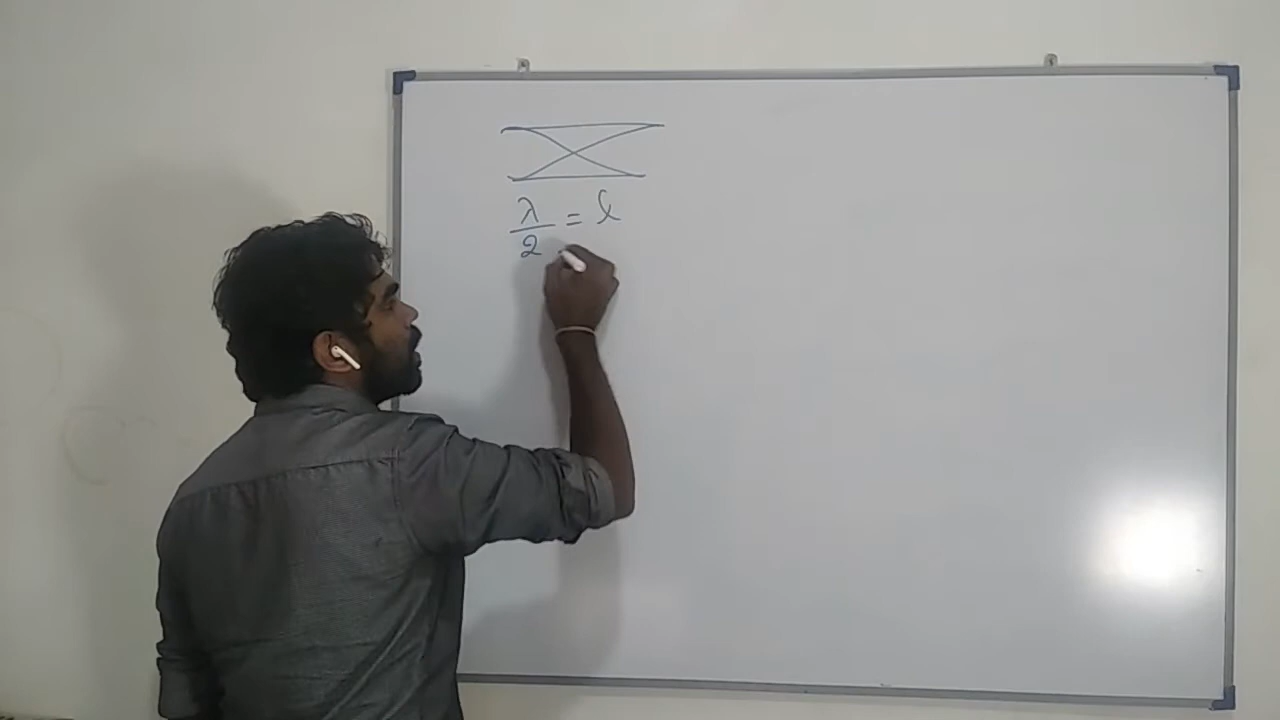 λ/2 = l